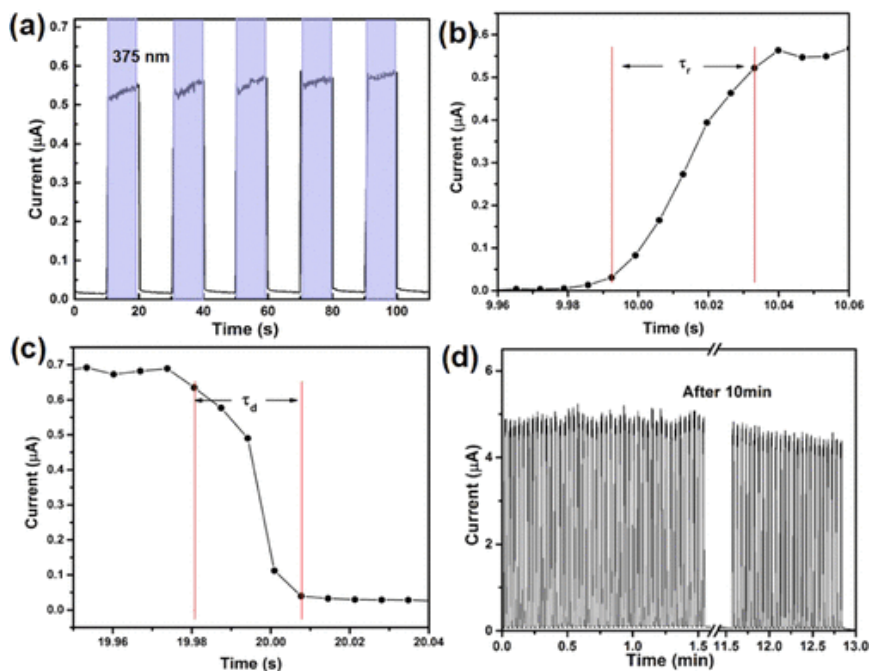 (a)
375 nm
Current (μA)
0.7
0.6
0.5
0.4
0.3
0.2
0.1
0.0
0 20 40 60 80 100
Time (s)
(b)
Current (μA)
0.6
0.5
0.4
0.3
0.2
0.1
0.0
τr
9.96 9.98 10.00 10.02 10.04 10.06
Time (s)
(c)
Current (μA)
0.7
0.6
0.5
0.4
0.3
0.2
0.1
0.0
τd
19.96 19.98 20.00 20.02 20.04
Time (s)
(d)
After 10min
Current (μA)
6
4
2
0
0.0 0.5 1.0 1.5 11.5 12.0 12.5 13.0
Time (min)